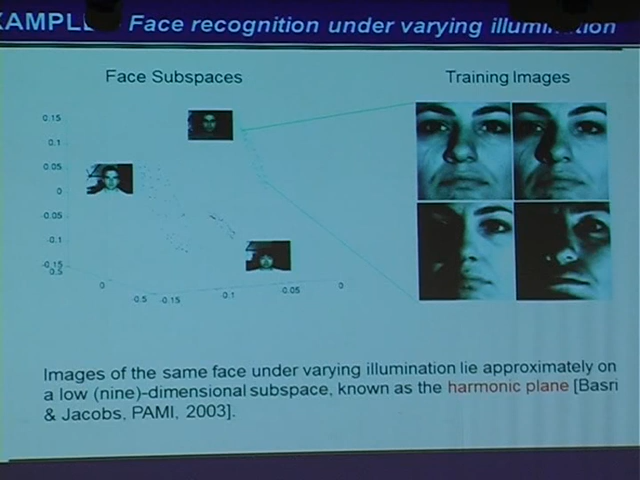 Face recognition under varying
Face Subspaces
Training Images
0.15
0.1
0.05
0
-0.05
-0.1
-0.15
0.5
0
-0.5
-0.15
-0.1
-0.05
0
Images of the same face under varying illumination lie approximately on
a low (nine)-dimensional subspace, known as the harmonic plane [Basri
& Jacobs, PAMI, 2003].